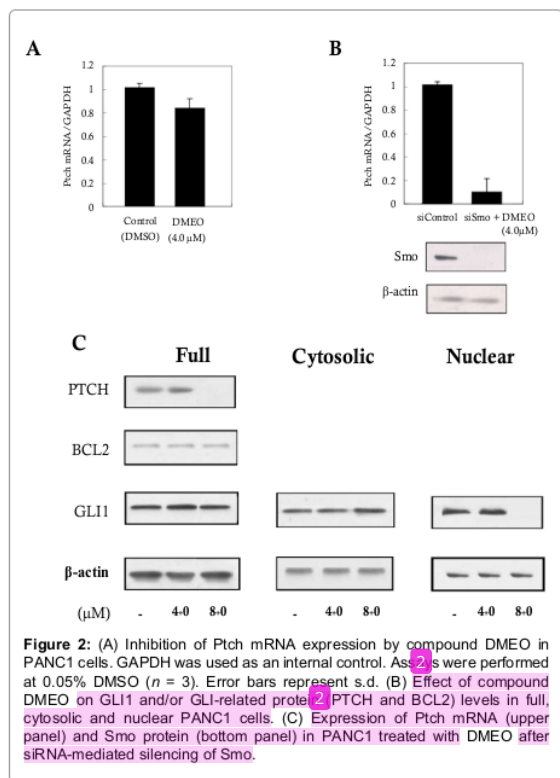 A
B
1.2
1
0.8
0.6
0.4
0.2
0
Ptch mRNA/GAPDH
Control
(DMSO)
DMEO
(4.0 μM)
1.2
1
0.8
0.6
0.4
0.2
0
Ptch mRNA/GAPDH
siControl
siSmo + DMEO
(4.0μM)
Smo
β-actin
C
Full
Cytosolic
Nuclear
PTCH
BCL2
GLI1
β-actin
(μM) - 4·0 8·0 - 4·0 8·0 - 4·0 8·0
Figure 2: (A) Inhibition of Ptch mRNA expression by compound DMEO in
PANC1 cells. GAPDH was used as an internal control. Assays were performed
at 0.05% DMSO (n = 3). Error bars represent s.d. (B) Effect of compound
DMEO on GLI1 and/or GLI-related protein (PTCH and BCL2) levels in full,
cytosolic and nuclear PANC1 cells. (C) Expression of Ptch mRNA (upper
panel) and Smo protein (bottom panel) in PANC1 treated with DMEO after
siRNA-mediated silencing of Smo.
2
2